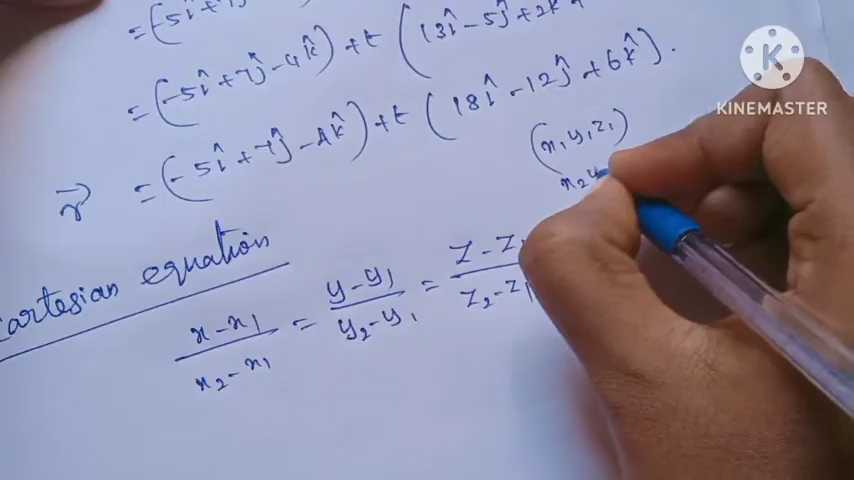 = (-5î + 7ĵ
= (-5î + 7ĵ - 4k̂) + t (13î - 5ĵ + 2k̂
r⃗ = (-5î + 7ĵ - 4k̂) + t (18î - 12ĵ + 6k̂).
(x₁ y₁ z₁)
x₂ y
Cartesian equation
x - x₁ / x₂ - x₁ = y - y₁ / y₂ - y₁ = z - z₁ / z₂ - z₁
K
KINEMASTER